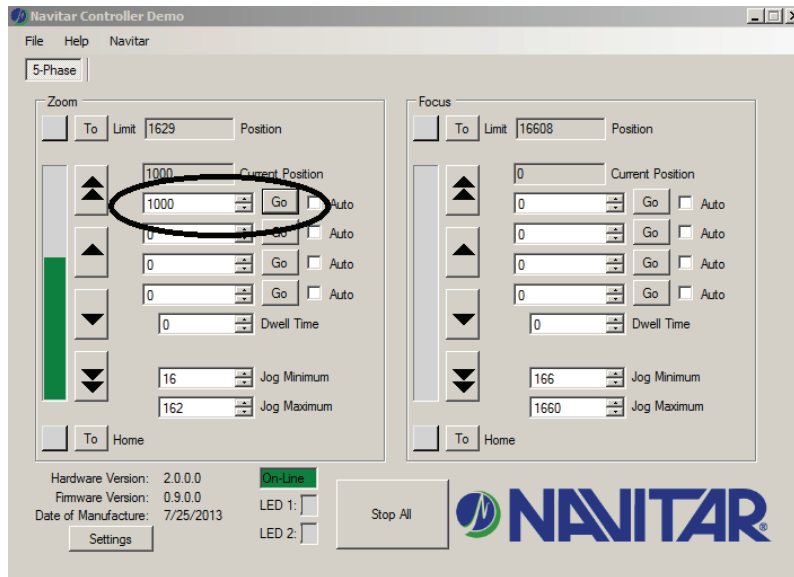 Navitar Controller Demo
File Help Navitar
5-Phase
Zoom
To Limit 1629 Position
1000 Current Position
1000 Go Auto
0 Go Auto
0 Go Auto
0 Go Auto
0 Dwell Time
16 Jog Minimum
162 Jog Maximum
To Home
Focus
To Limit 16608 Position
0 Current Position
0 Go Auto
0 Go Auto
0 Go Auto
0 Go Auto
0 Dwell Time
166 Jog Minimum
1660 Jog Maximum
To Home
Hardware Version: 2.0.0.0
Firmware Version: 0.9.0.0
Date of Manufacture: 7/25/2013
Settings
On-Line
LED 1:
LED 2:
Stop All
NAVITAR®